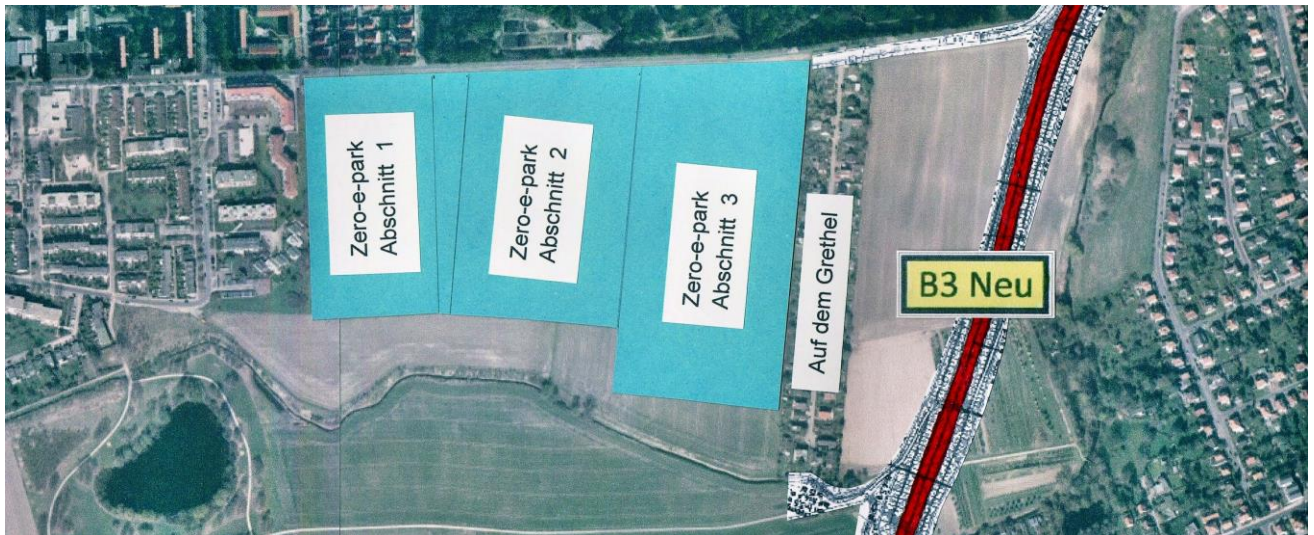 Zero-e-park
Abschnitt 1
Zero-e-park
Abschnitt 2
Zero-e-park
Abschnitt 3
Auf dem Grethel
B3 Neu